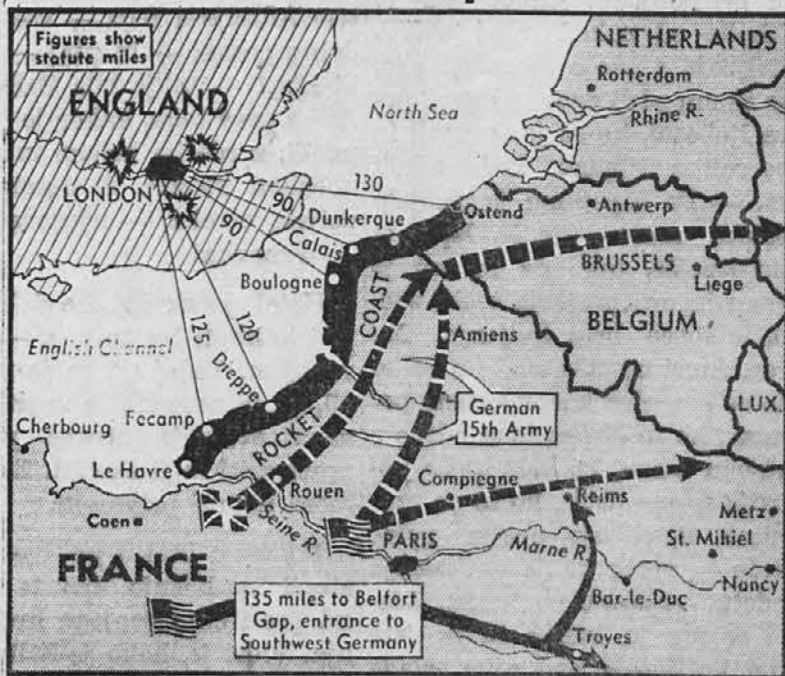 Figures show
statute miles
ENGLAND
LONDON
North Sea
NETHERLANDS
Rotterdam
Rhine R.
130
90
90
Dunkerque
Ostend
Antwerp
Calais
Boulogne
BRUSSELS
Liege
COAST
BELGIUM
125
120
English Channel
Amiens
Dieppe
German
15th Army
LUX.
Cherbourg
Fecamp
ROCKET
Le Havre
Rouen
Compiegne
Reims
Metz
Caen
Seine R.
PARIS
Marne R.
St. Mihiel
FRANCE
Nancy
Bar-le-Duc
135 miles to Belfort
Gap, entrance to
Southwest Germany
Troyes